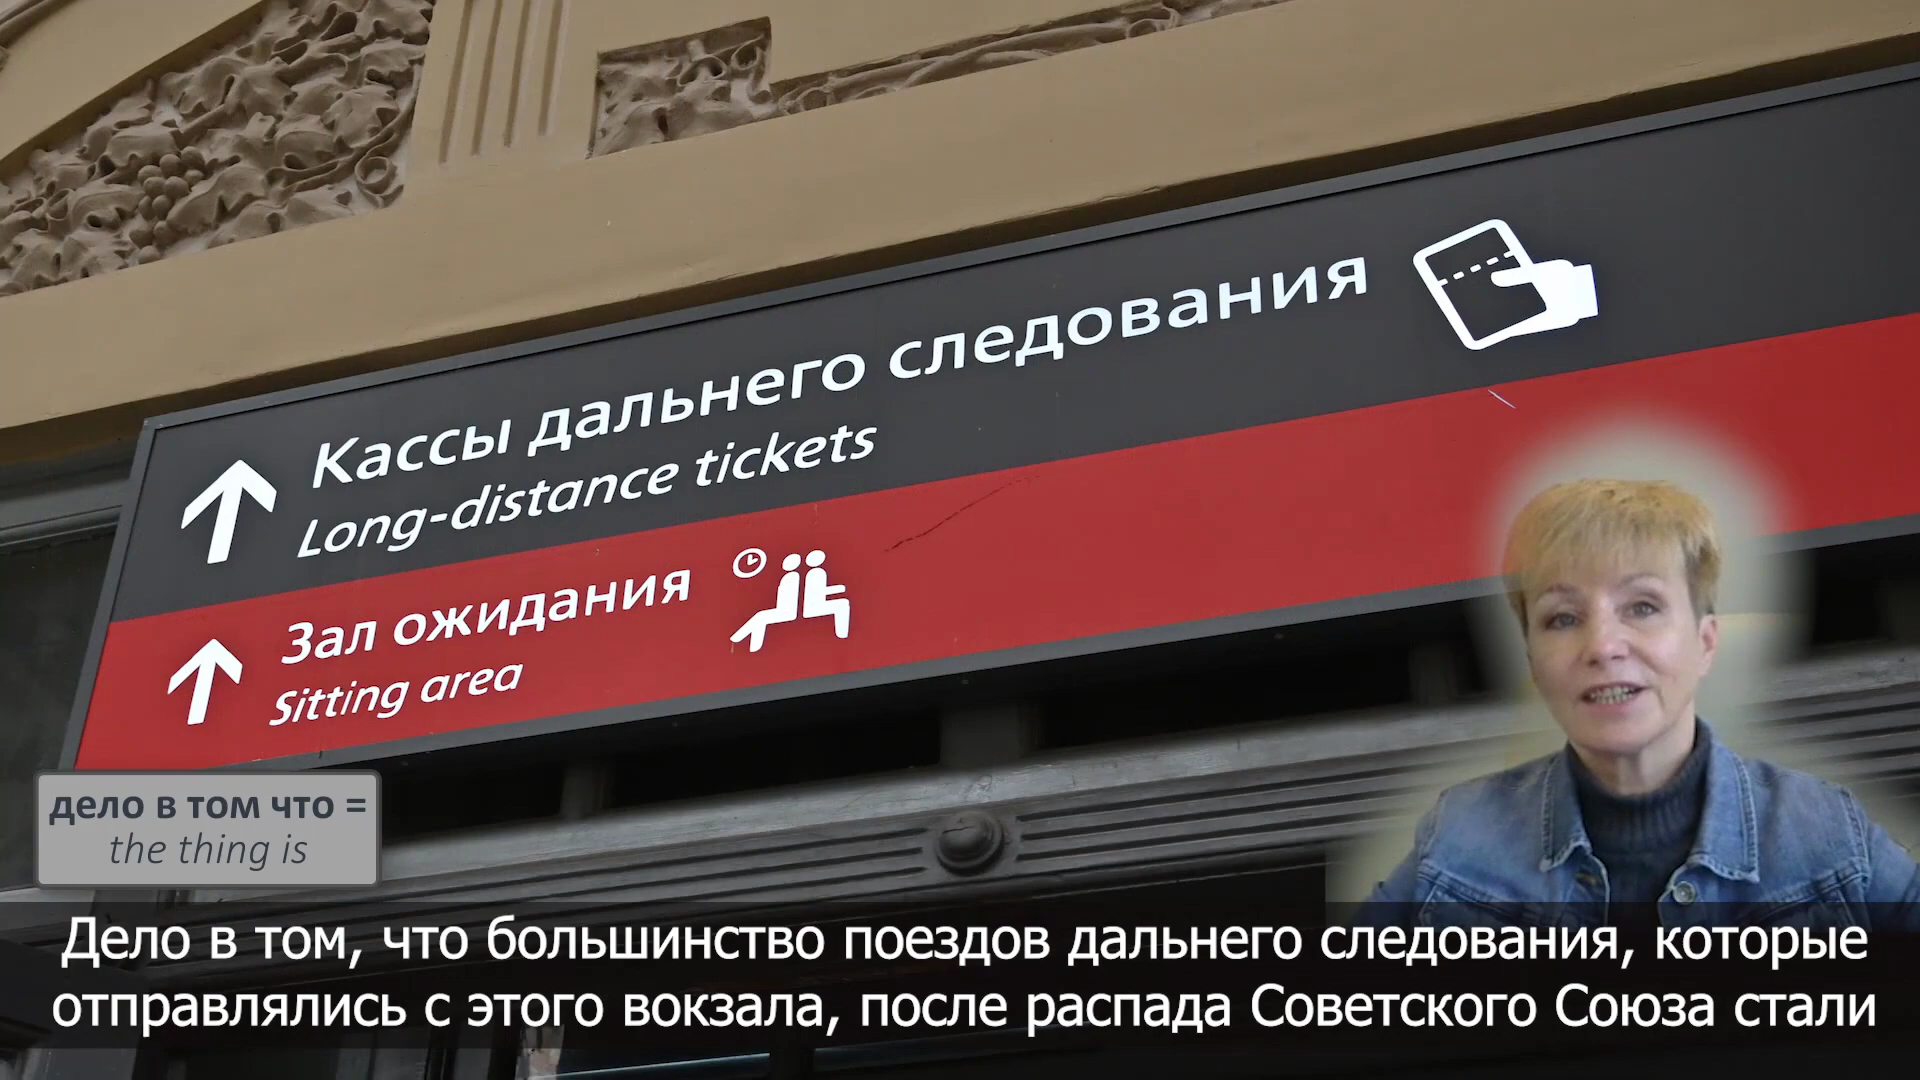 Кассы дальнего следования
Long-distance tickets
Зал ожидания
Sitting area
дело в том что =
the thing is
Дело в том, что большинство поездов дальнего следования, которые
отправлялись с этого вокзала, после распада Советского Союза стали